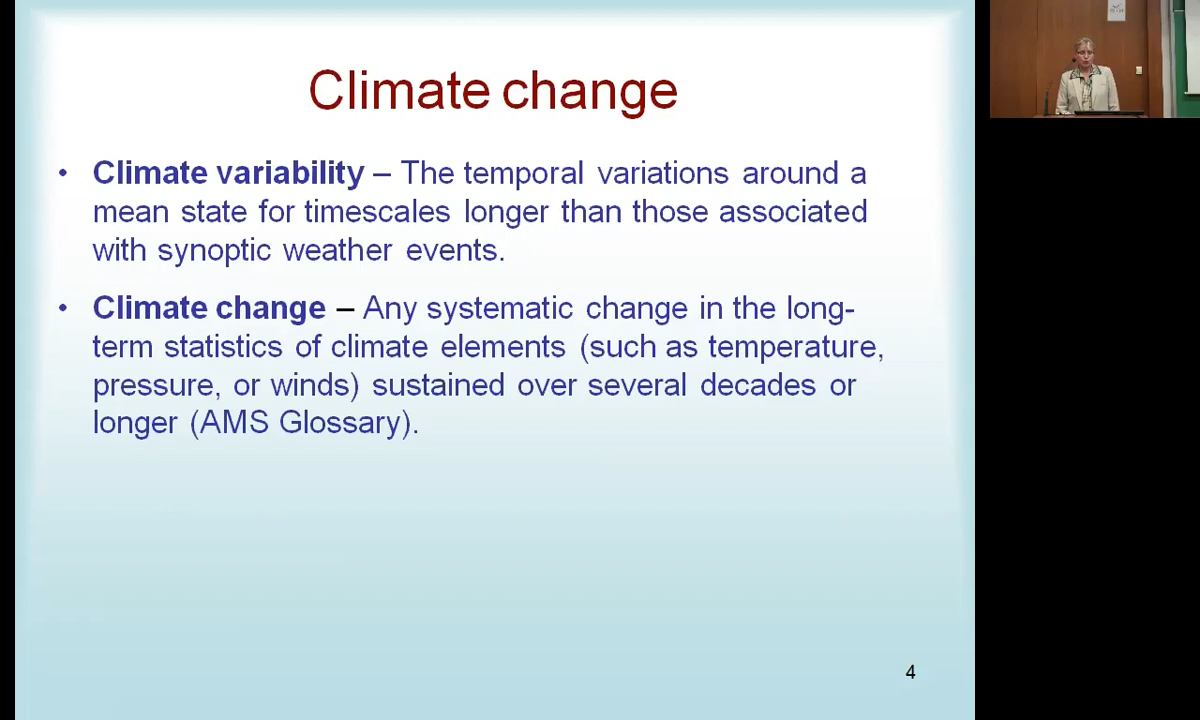 Climate change
• Climate variability – The temporal variations around a
mean state for timescales longer than those associated
with synoptic weather events.
• Climate change – Any systematic change in the long-
term statistics of climate elements (such as temperature,
pressure, or winds) sustained over several decades or
longer (AMS Glossary).
4